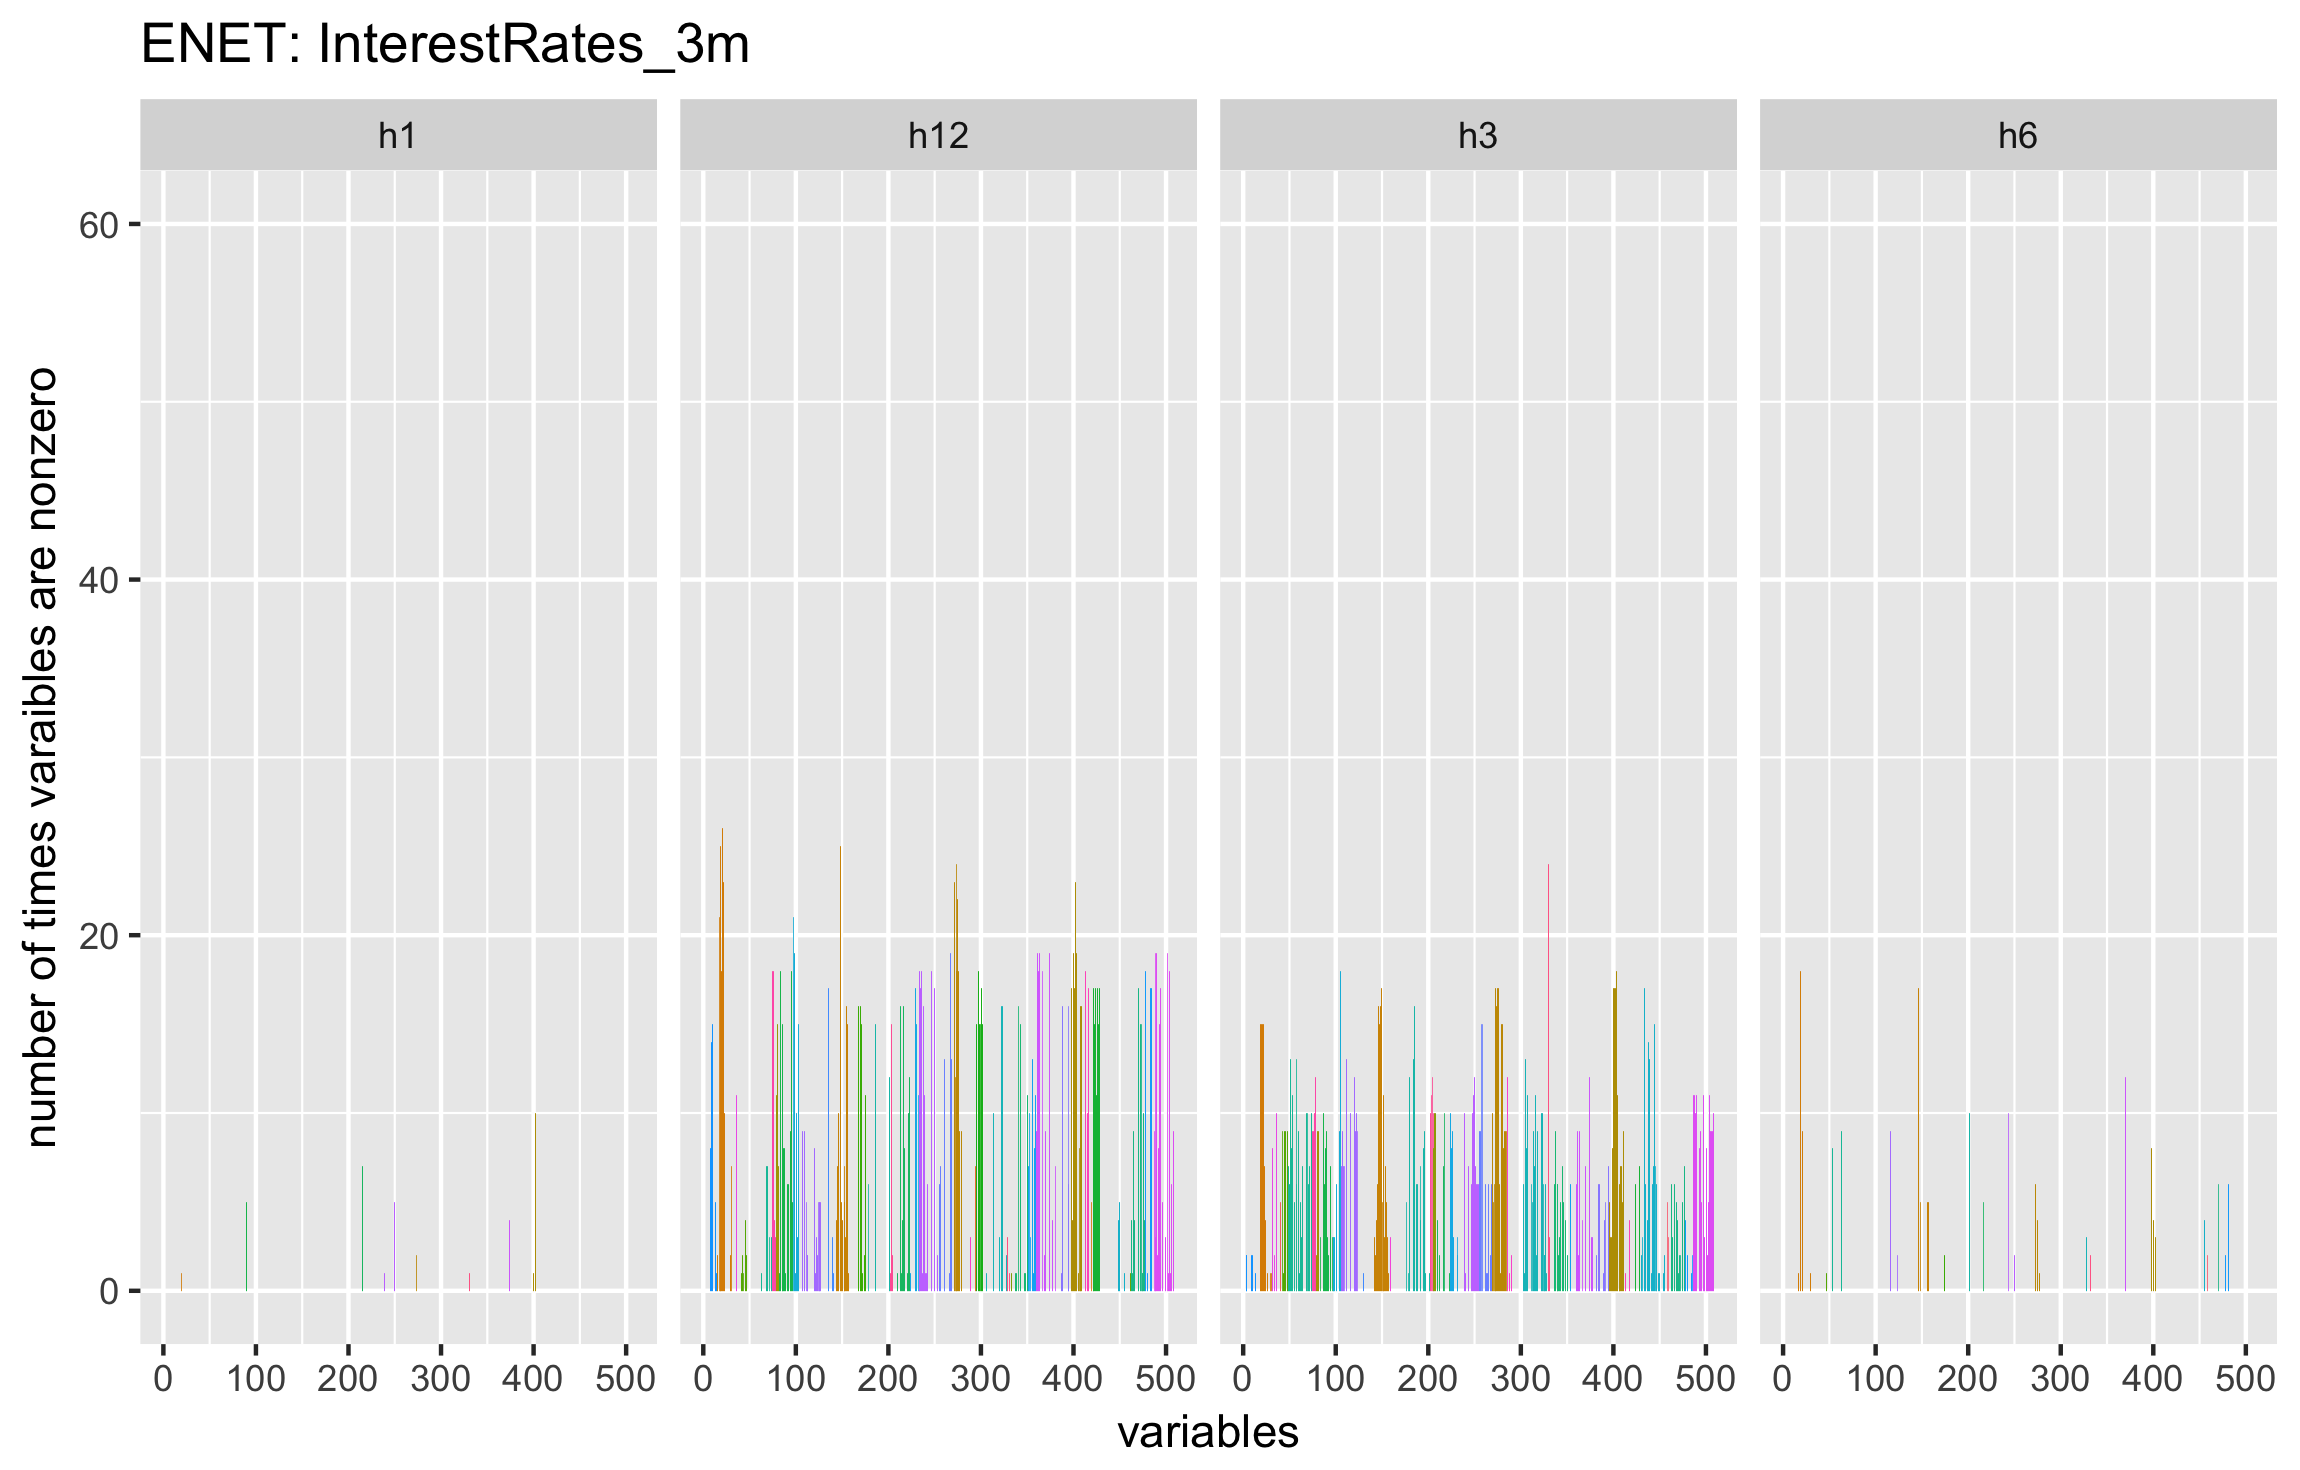 ENET: InterestRates_3m
h1 h12 h3 h6
60
40
20
0
number of times varaibles are nonzero
0 100 200 300 400 500 0 100 200 300 400 500 0 100 200 300 400 500 0 100 200 300 400 500
variables